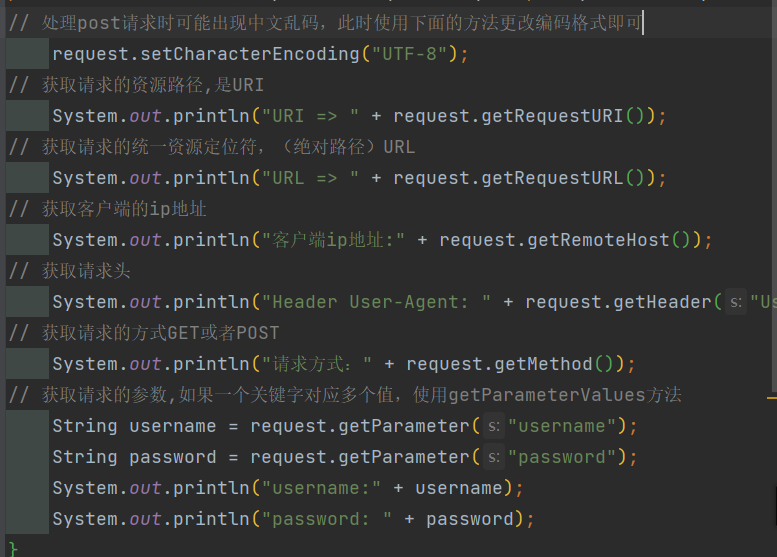 // 处理post请求时可能出现中文乱码，此时使用下面的方法更改编码格式即可
request.setCharacterEncoding("UTF-8");
// 获取请求的资源路径,是URI
System.out.println("URI => " + request.getRequestURI());
// 获取请求的统一资源定位符，（绝对路径）URL
System.out.println("URL => " + request.getRequestURL());
// 获取客户端的ip地址
System.out.println("客户端ip地址:" + request.getRemoteHost());
// 获取请求头
System.out.println("Header User-Agent: " + request.getHeader( s: "Us
// 获取请求的方式GET或者POST
System.out.println("请求方式：" + request.getMethod());
// 获取请求的参数,如果一个关键字对应多个值，使用getParameterValues方法
String username = request.getParameter( s: "username");
String password = request.getParameter( s: "password");
System.out.println("username:" + username);
System.out.println("password: " + password);
}